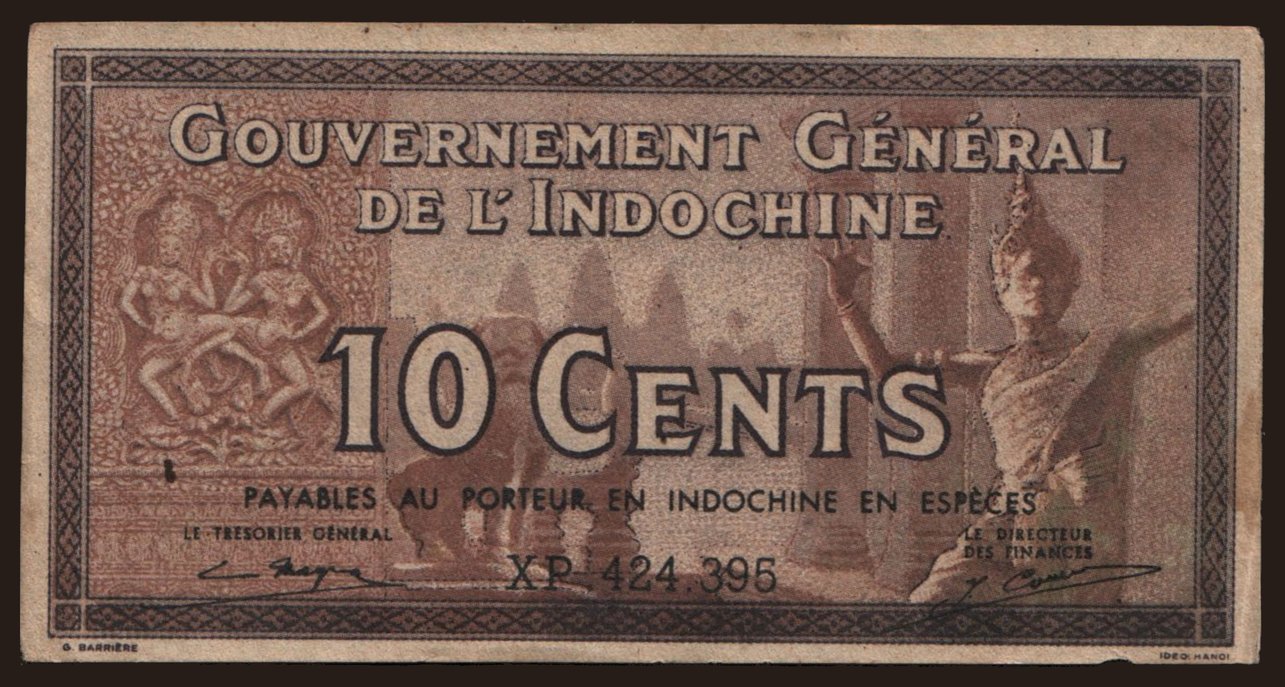 GOUVERNEMENT GÉNÉRAL
DE L'INDOCHINE
10 CENTS
PAYABLES AU PORTEUR EN INDOCHINE EN ESPÈCES
LE TRESORIER GÉNÉRAL
LE DIRECTEUR
DES FINANCES
XP 424.395
G. BARRIÈRE
IDEO. HANOI